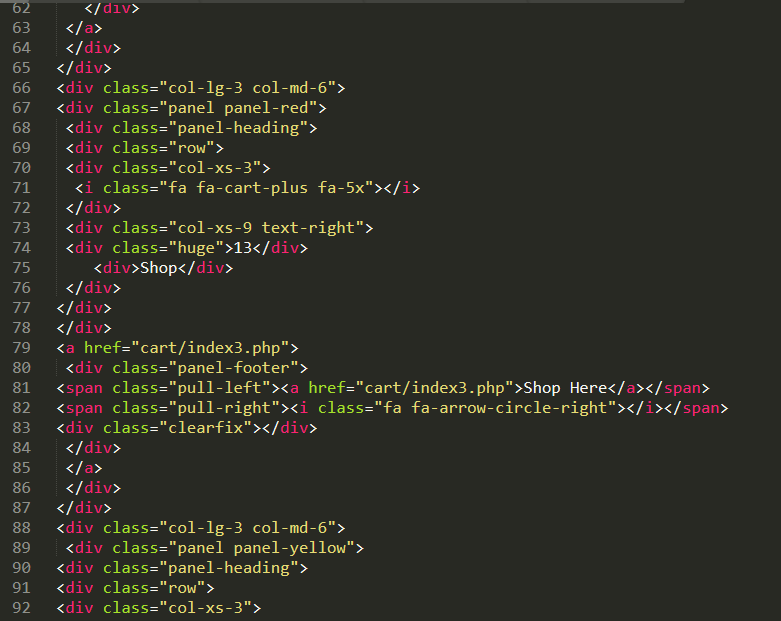 62 </div>
63 </a>
64 </div>
65 </div>
66 <div class="col-lg-3 col-md-6">
67 <div class="panel panel-red">
68 <div class="panel-heading">
69 <div class="row">
70 <div class="col-xs-3">
71 <i class="fa fa-cart-plus fa-5x"></i>
72 </div>
73 <div class="col-xs-9 text-right">
74 <div class="huge">13</div>
75 <div>Shop</div>
76 </div>
77 </div>
78 </div>
79 <a href="cart/index3.php">
80 <div class="panel-footer">
81 <span class="pull-left"><a href="cart/index3.php">Shop Here</a></span>
82 <span class="pull-right"><i class="fa fa-arrow-circle-right"></i></span>
83 <div class="clearfix"></div>
84 </div>
85 </a>
86 </div>
87 </div>
88 <div class="col-lg-3 col-md-6">
89 <div class="panel panel-yellow">
90 <div class="panel-heading">
91 <div class="row">
92 <div class="col-xs-3">